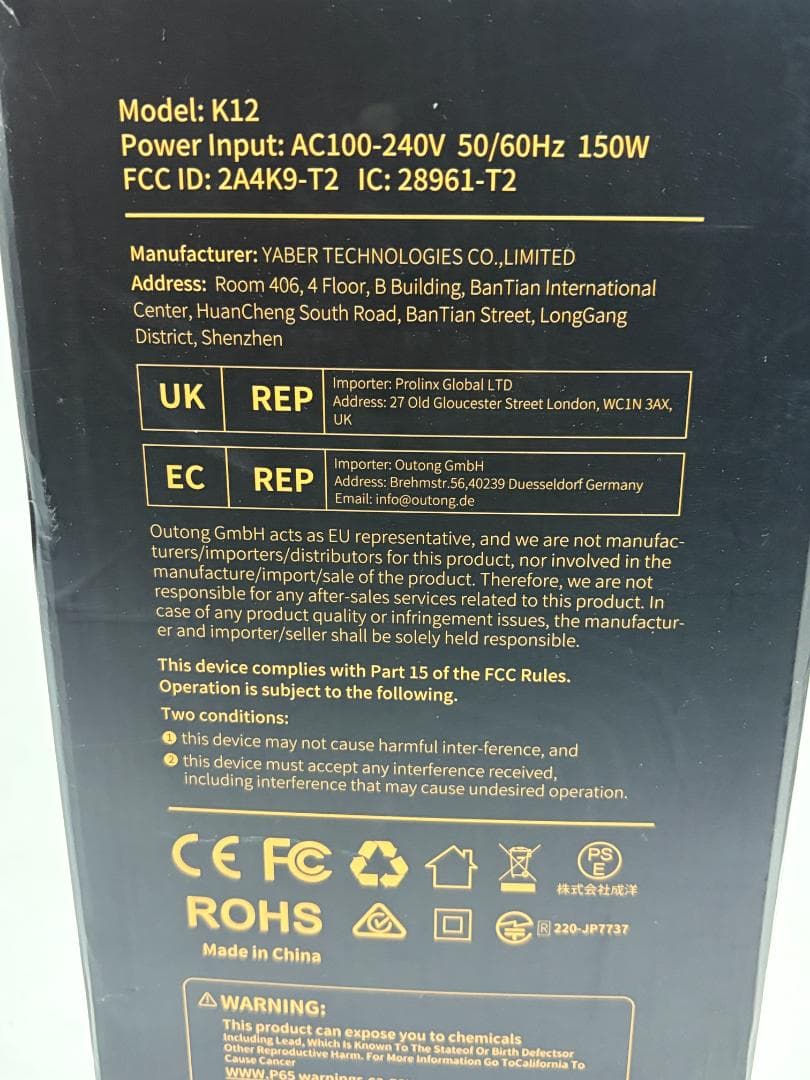 Model: K12
Power Input: AC100-240V 50/60Hz 150W
FCC ID: 2A4K9-T2 IC: 28961-T2
Manufacturer: YABER TECHNOLOGIES CO.,LIMITED
Address: Room 406, 4 Floor, B Building, BanTian International
Center, HuanCheng South Road, BanTian Street, LongGang
District, Shenzhen
UK REP
Importer: Prolinx Global LTD
Address: 27 Old Gloucester Street London, WC1N 3AX,
UK
EC REP
Importer: Outong GmbH
Address: Brehmstr.56,40239 Duesseldorf Germany
Email: info@outong.de
Outong GmbH acts as EU representative, and we are not manufac-
turers/importers/distributors for this product, nor involved in the
manufacture/import/sale of the product. Therefore, we are not
responsible for any after-sales services related to this product. In
case of any product quality or infringement issues, the manufactur-
er and importer/seller shall be solely held responsible.
This device complies with Part 15 of the FCC Rules.
Operation is subject to the following.
Two conditions:
1 this device may not cause harmful inter-ference, and
2 this device must accept any interference received,
including interference that may cause undesired operation.
CE FC PS E
株式会社成洋
ROHS R 220-JP7737
Made in China
WARNING:
This product can expose you to chemicals
Including Lead, Which Is Known To The Stateof Or Birth Defectsor
Other Reproductive Harm. For More Information Go ToCalifornia To
Cause Cancer
WWW.P65 warnings.ca